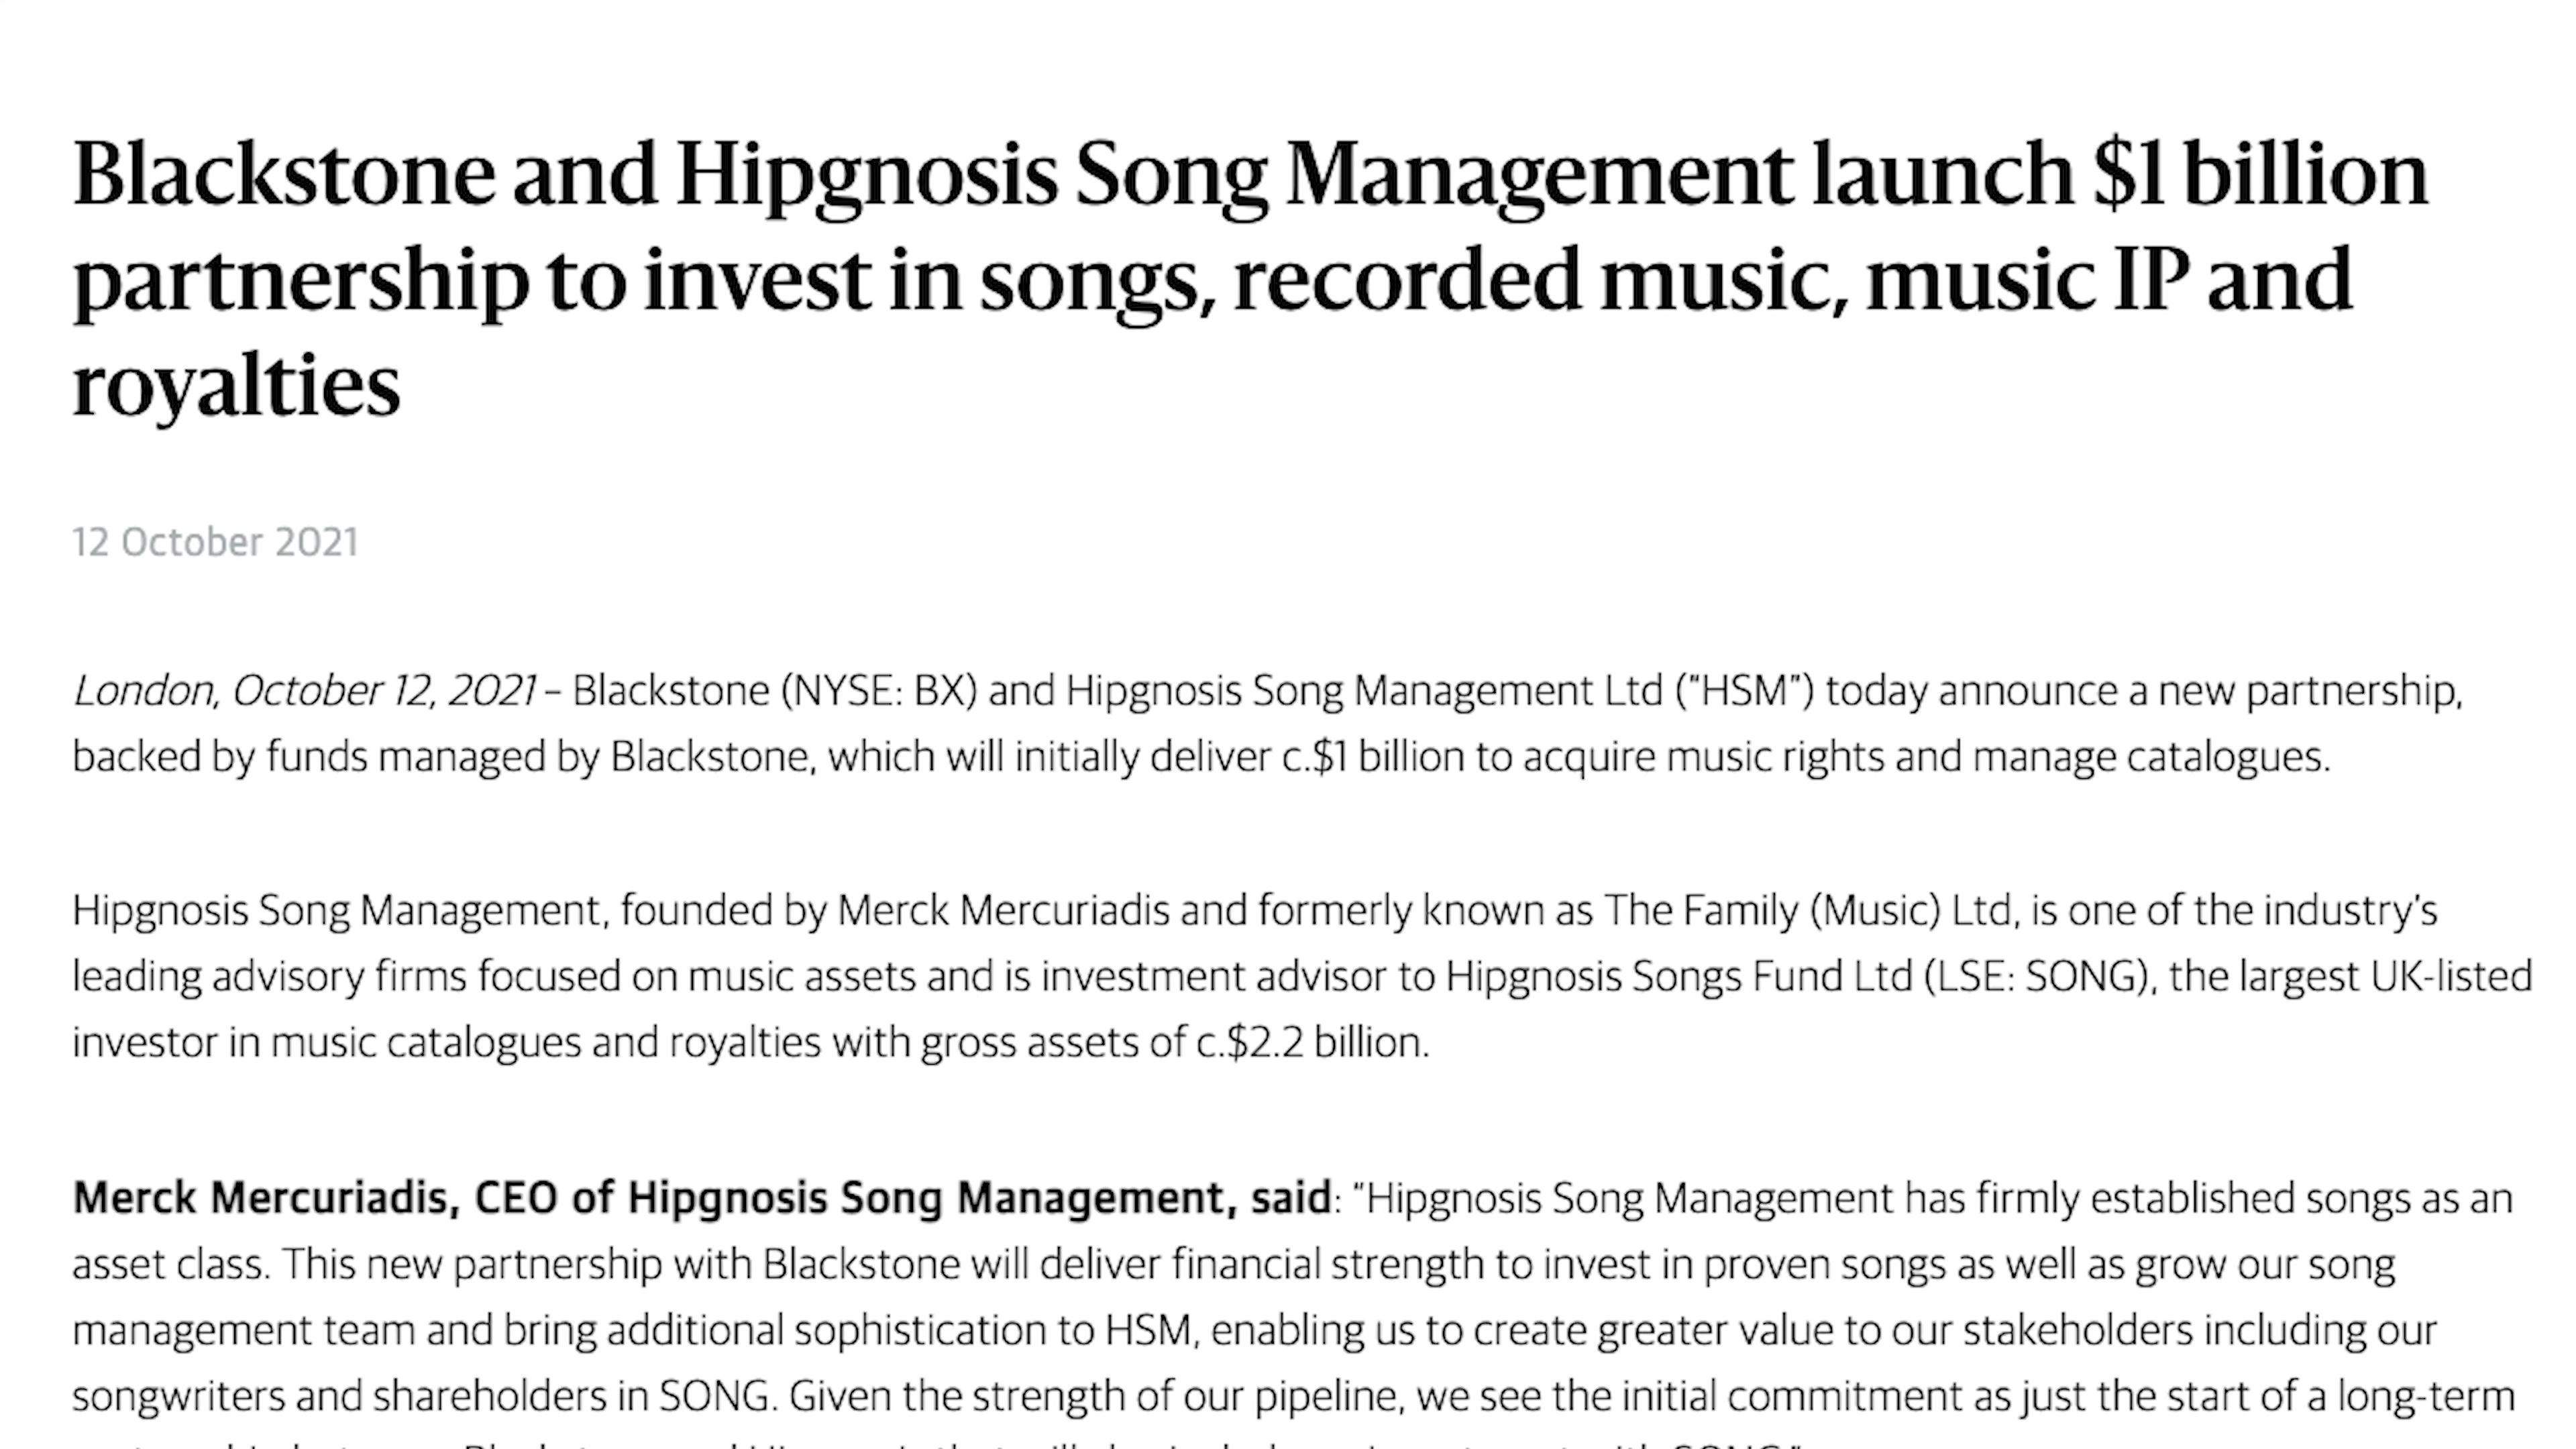 Blackstone and Hipgnosis Song Management launch $1 billion
partnership to invest in songs, recorded music, music IP and
royalties
12 October 2021
London, October 12, 2021 – Blackstone (NYSE: BX) and Hipgnosis Song Management Ltd ("HSM") today announce a new partnership,
backed by funds managed by Blackstone, which will initially deliver c.$1 billion to acquire music rights and manage catalogues.
Hipgnosis Song Management, founded by Merck Mercuriadis and formerly known as The Family (Music) Ltd, is one of the industry's
leading advisory firms focused on music assets and is investment advisor to Hipgnosis Songs Fund Ltd (LSE: SONG), the largest UK-listed
investor in music catalogues and royalties with gross assets of c.$2.2 billion.
Merck Mercuriadis, CEO of Hipgnosis Song Management, said: "Hipgnosis Song Management has firmly established songs as an
asset class. This new partnership with Blackstone will deliver financial strength to invest in proven songs as well as grow our song
management team and bring additional sophistication to HSM, enabling us to create greater value to our stakeholders including our
songwriters and shareholders in SONG. Given the strength of our pipeline, we see the initial commitment as just the start of a long-term